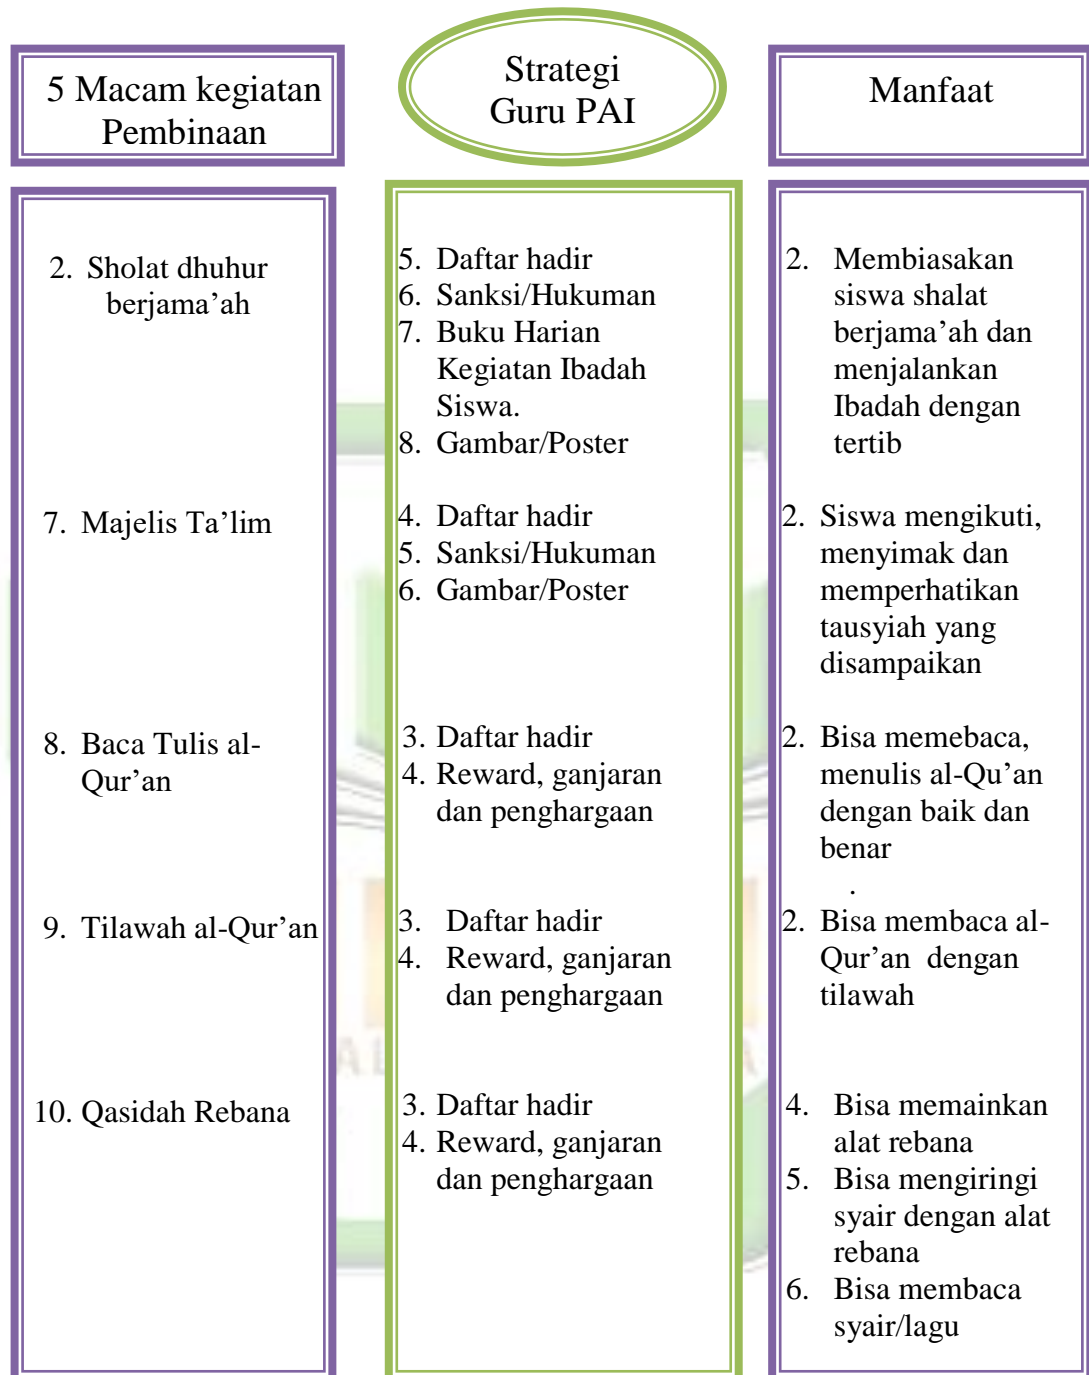 5 Macam kegiatan
Pembinaan
Strategi
Guru PAI
Manfaat
2. Sholat dhuhur
berjama’ah
7. Majelis Ta’lim
8. Baca Tulis al-
Qur’an
9. Tilawah al-Qur’an
10. Qasidah Rebana
5. Daftar hadir
6. Sanksi/Hukuman
7. Buku Harian
Kegiatan Ibadah
Siswa.
8. Gambar/Poster
4. Daftar hadir
5. Sanksi/Hukuman
6. Gambar/Poster
3. Daftar hadir
4. Reward, ganjaran
dan penghargaan
3. Daftar hadir
4. Reward, ganjaran
dan penghargaan
3. Daftar hadir
4. Reward, ganjaran
dan penghargaan
2. Membiasakan
siswa shalat
berjama’ah dan
menjalankan
Ibadah dengan
tertib
2. Siswa mengikuti,
menyimak dan
memperhatikan
tausyiah yang
disampaikan
2. Bisa memebaca,
menulis al-Qu’an
dengan baik dan
benar
.
2. Bisa membaca al-
Qur’an dengan
tilawah
4. Bisa memainkan
alat rebana
5. Bisa mengiringi
syair dengan alat
rebana
6. Bisa membaca
syair/lagu